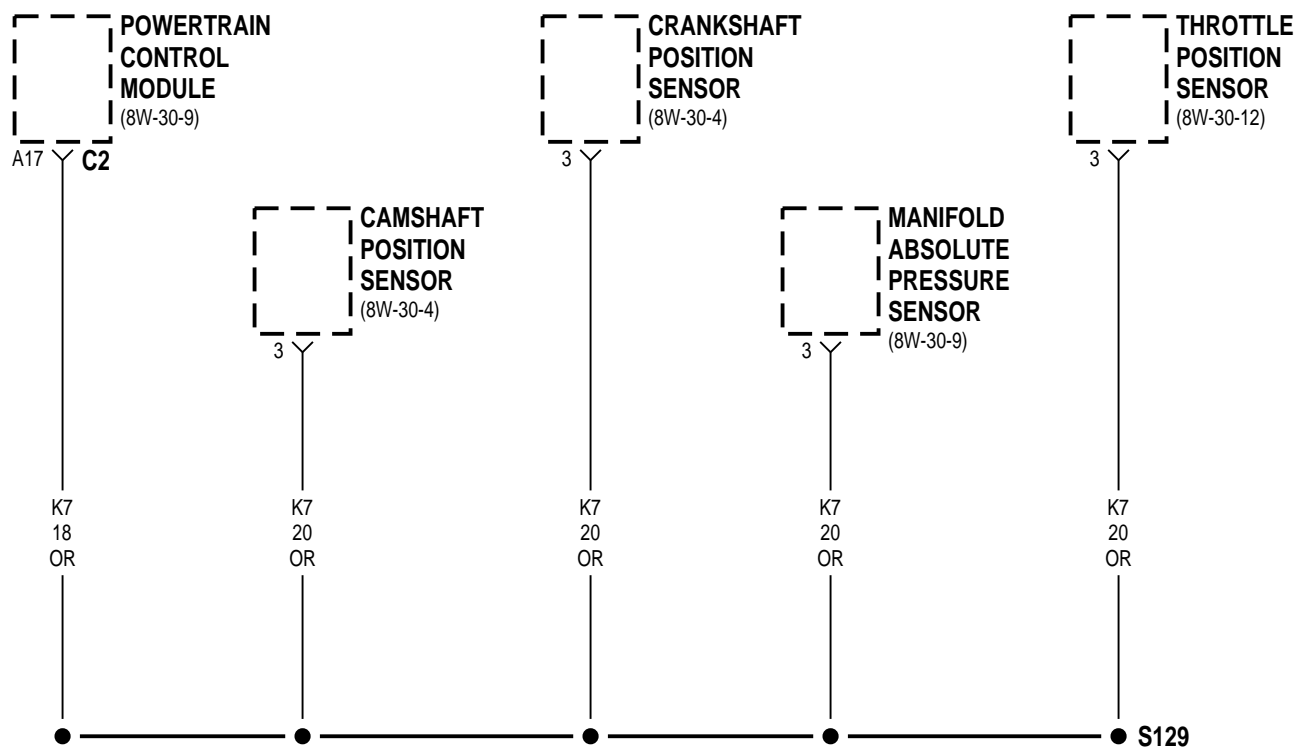 POWERTRAIN
CONTROL
MODULE
(8W-30-9)
A17
C2
CRANKSHAFT
POSITION
SENSOR
(8W-30-4)
3
THROTTLE
POSITION
SENSOR
(8W-30-12)
3
CAMSHAFT
POSITION
SENSOR
(8W-30-4)
3
MANIFOLD
ABSOLUTE
PRESSURE
SENSOR
(8W-30-9)
3
K7
18
OR
K7
20
OR
K7
20
OR
K7
20
OR
K7
20
OR
S129